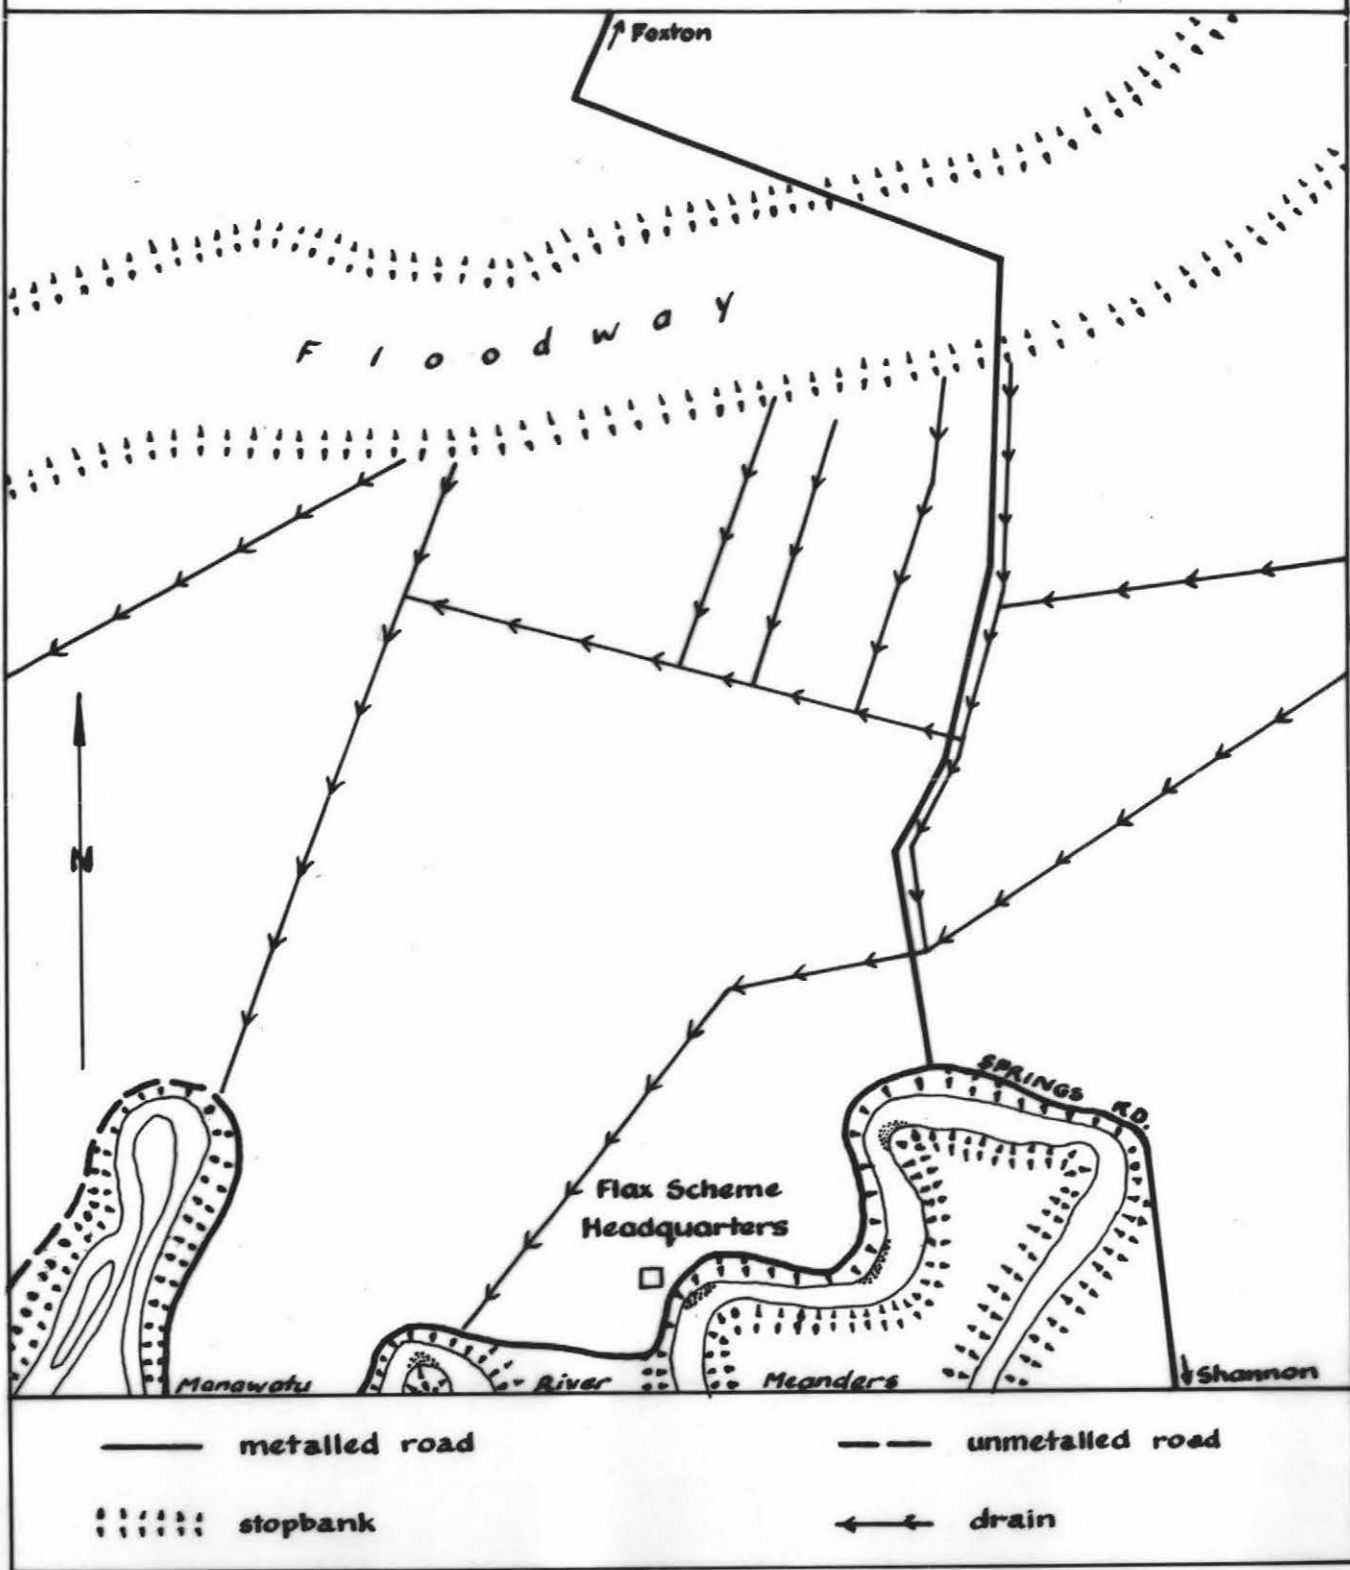 Foxton
Floodway
N
SPRINGS RD.
Flax Scheme
Headquarters
Manawatu River Meanders
Shannon
metalled road
unmetalled road
stopbank
drain